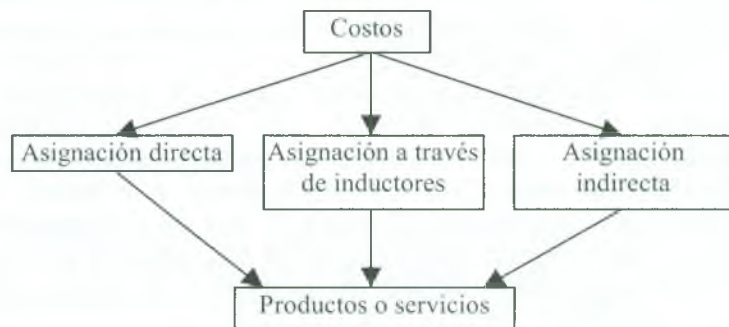 Costos
Asignación directa
Asignación a través
de inductores
Asignación
indirecta
Productos o servicios